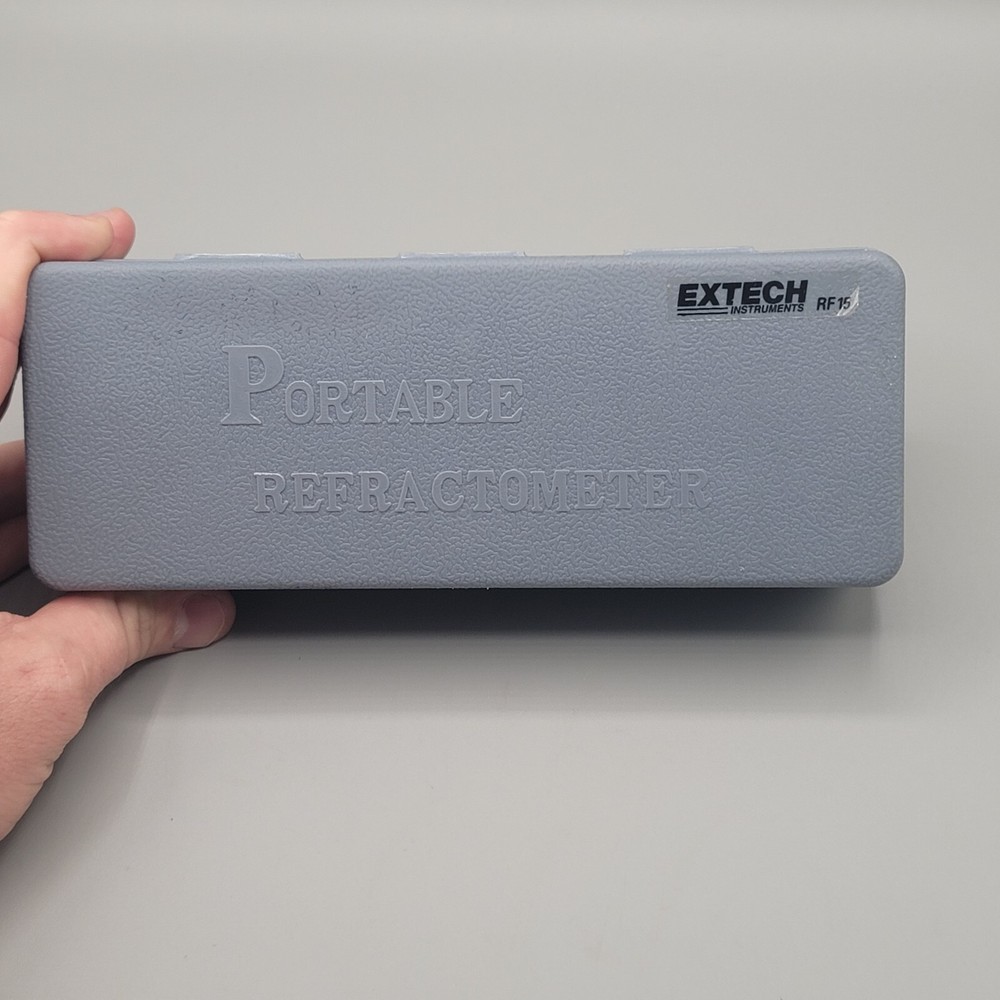 EXTECH
INSTRUMENTS RF15
PORTABLE
REFRACTOMETER